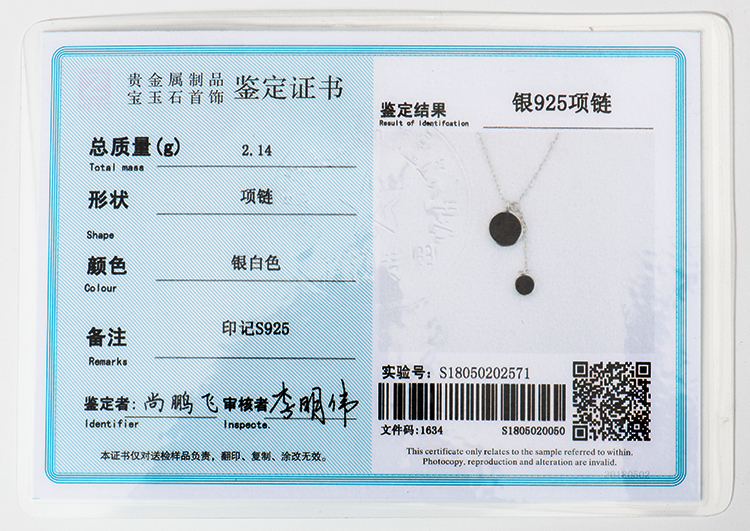 贵金属制品
宝玉石首饰
鉴定证书
总质量(g) 2.14
Total mass
形状 项链
Shape
颜色 银白色
Colour
备注 印记S925
Remarks
鉴定者: 尚鹏飞 审核者 李明伟
Identifier Inspecte.
本证书仅对送检样品负责，翻印、复制、涂改无效。
鉴定结果 银925项链
Result of Identifcation
实验号: S18050202571
文件码: 1634 S1805020050
This certificate only relates to the sample referred to within.
Photocopy, reproduction and alteration are invalid.
20180502